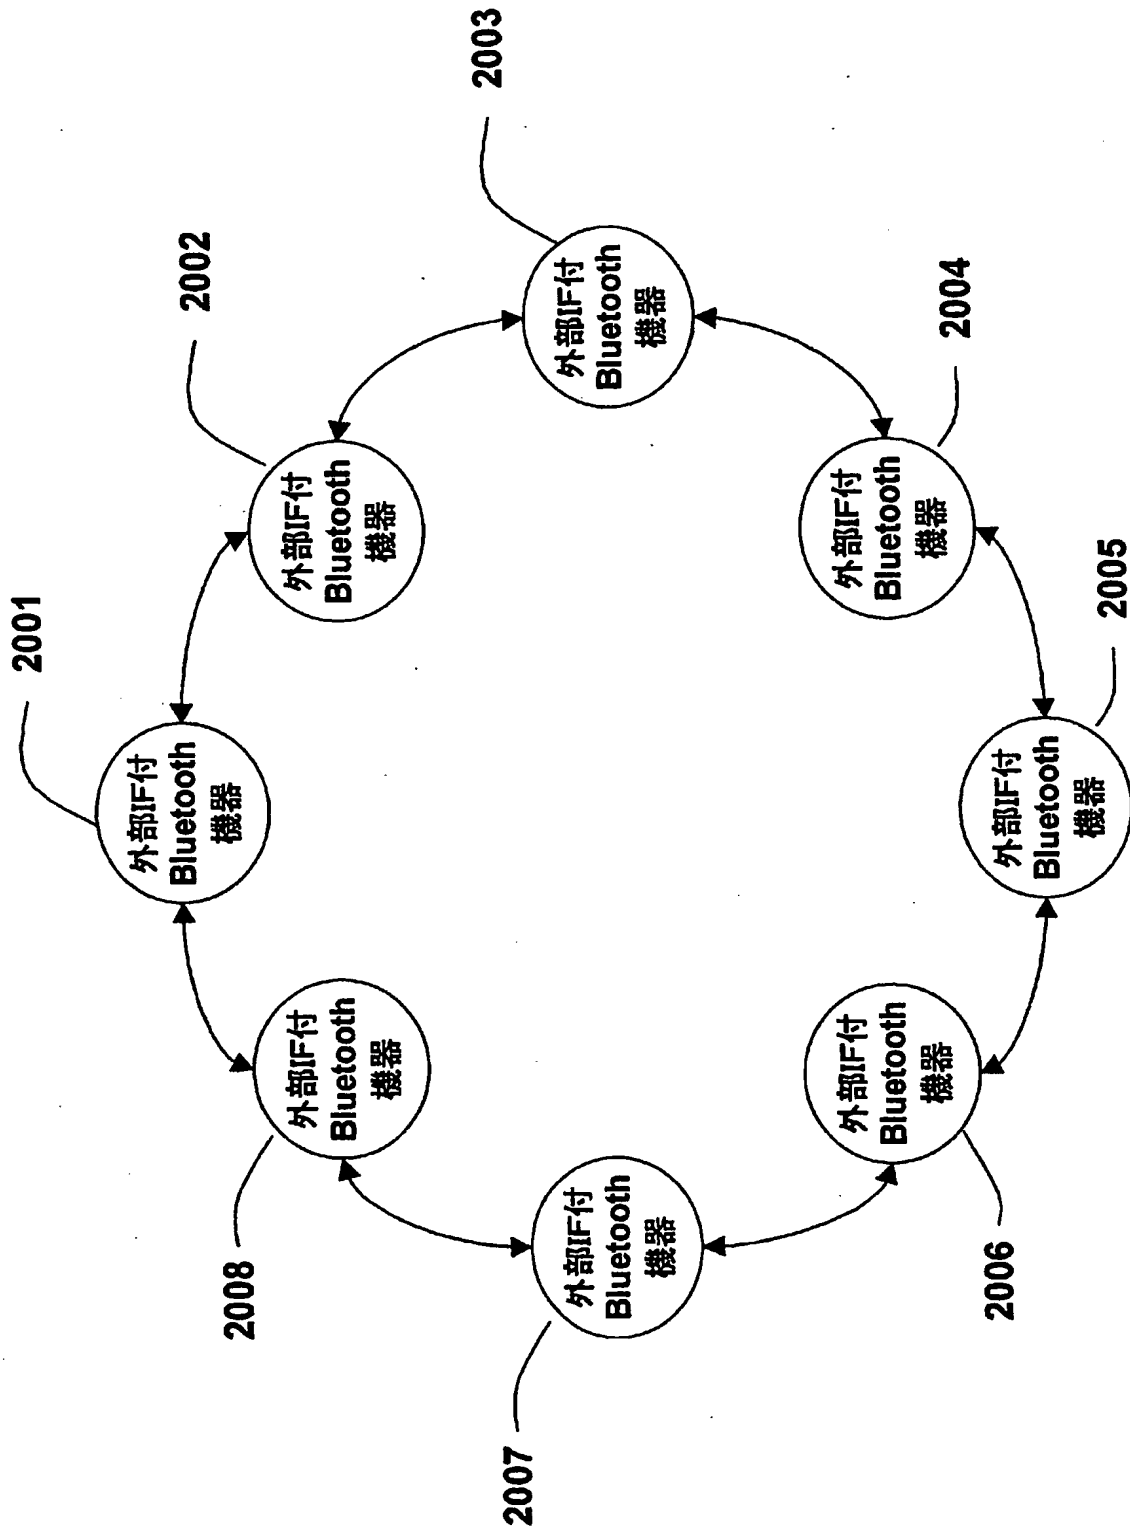 2001
外部IF付
Bluetooth
機器
2002
外部IF付
Bluetooth
機器
2003
外部IF付
Bluetooth
機器
2004
外部IF付
Bluetooth
機器
2005
外部IF付
Bluetooth
機器
2006
外部IF付
Bluetooth
機器
2007
外部IF付
Bluetooth
機器
2008
外部IF付
Bluetooth
機器